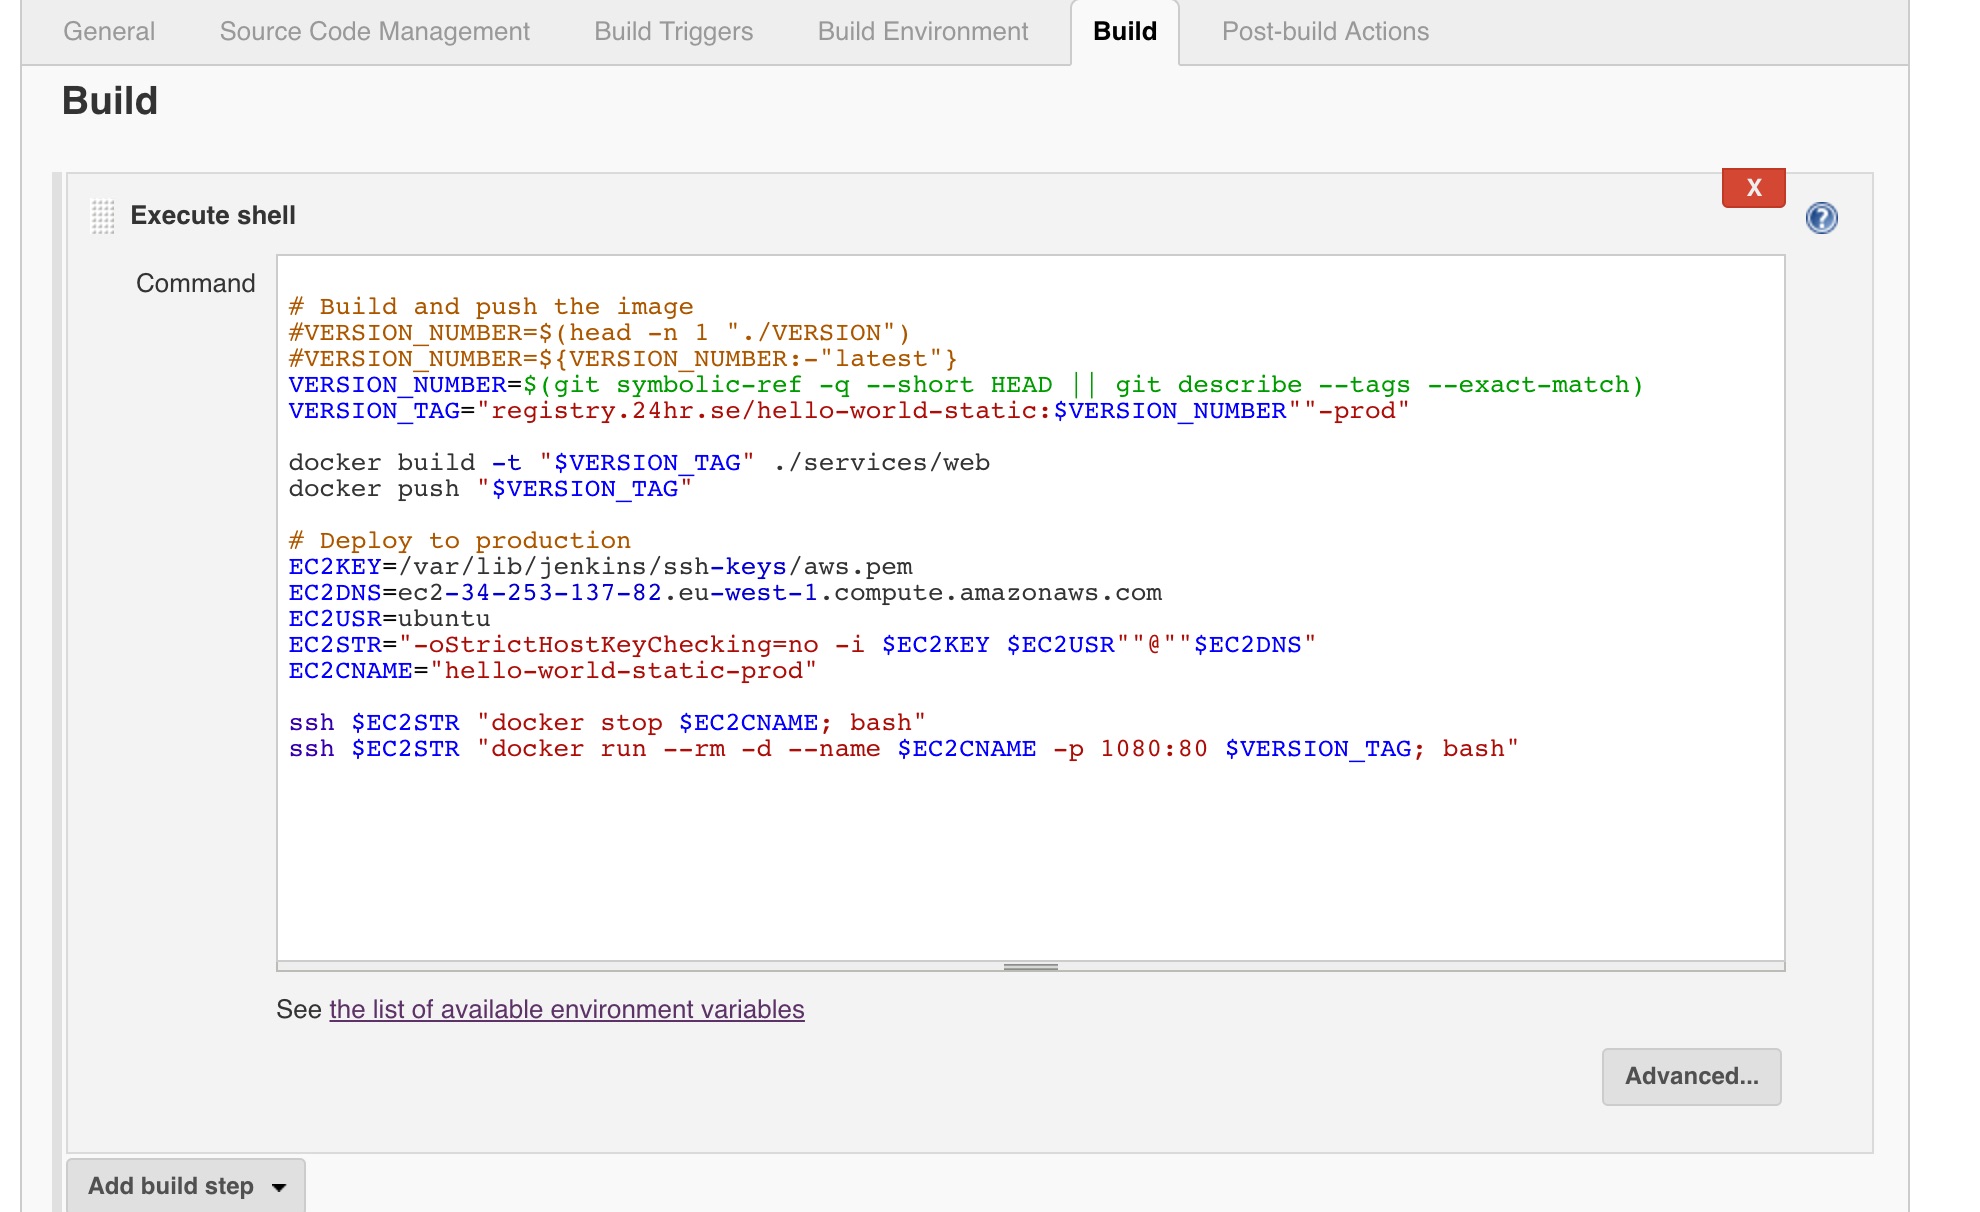 General Source Code Management Build Triggers Build Environment Build Post-build Actions
Build
X
Execute shell
Command
# Build and push the image
#VERSION_NUMBER=$(head -n 1 "./VERSION")
#VERSION_NUMBER=${VERSION_NUMBER:-"latest"}
VERSION_NUMBER=$(git symbolic-ref -q --short HEAD || git describe --tags --exact-match)
VERSION_TAG="registry.24hr.se/hello-world-static:$VERSION_NUMBER""-prod"
docker build -t "$VERSION_TAG" ./services/web
docker push "$VERSION_TAG"
# Deploy to production
EC2KEY=/var/lib/jenkins/ssh-keys/aws.pem
EC2DNS=ec2-34-253-137-82.eu-west-1.compute.amazonaws.com
EC2USR=ubuntu
EC2STR="-oStrictHostKeyChecking=no -i $EC2KEY $EC2USR""@""$EC2DNS"
EC2CNAME="hello-world-static-prod"
ssh $EC2STR "docker stop $EC2CNAME; bash"
ssh $EC2STR "docker run --rm -d --name $EC2CNAME -p 1080:80 $VERSION_TAG; bash"
See the list of available environment variables
Advanced...
Add build step